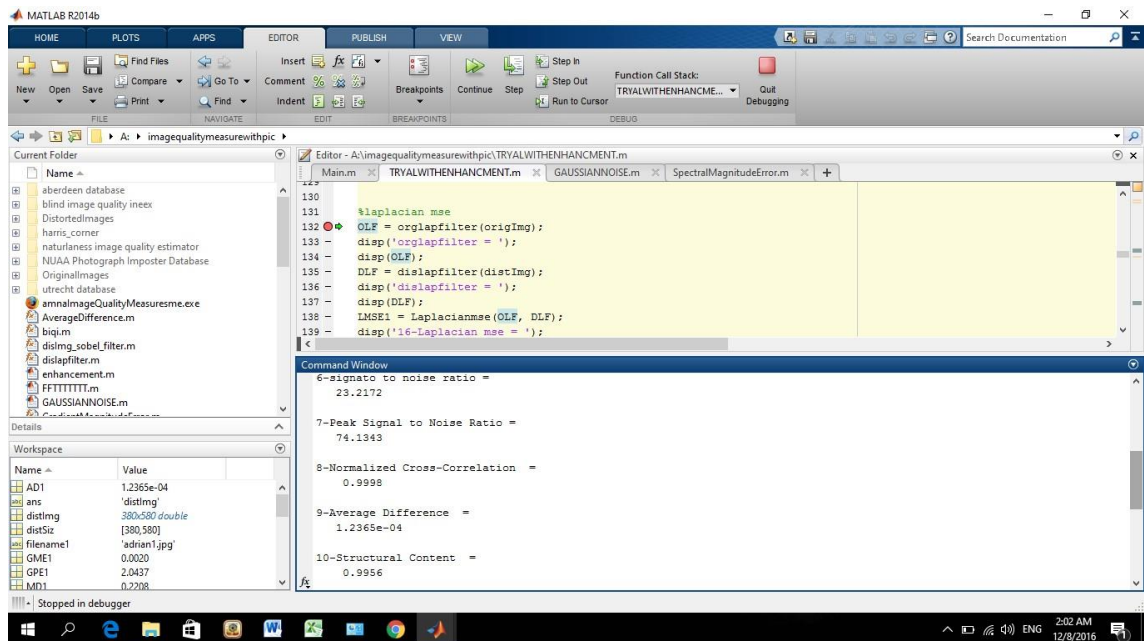 MATLAB R2014b
HOME PLOTS APPS EDITOR PUBLISH VIEW
Search Documentation
New Open Save
Find Files
Compare
Print
Go To
Find
Insert
Comment
Indent
Breakpoints
Continue
Step
Step In
Step Out
Run to Cursor
Function Call Stack:
TRYALWITHENHANCME...
Quit Debugging
FILE NAVIGATE EDIT BREAKPOINTS DEBUG
A: imagequalitymeasurewithpic
Current Folder
Name
aberdeen database
blind image quality ineex
DistortedImages
harris_corner
naturlaness image quality estimator
NUAA Photograph Imposter Database
OriginalImages
utrecht database
amnaImageQualityMeasuresme.exe
AverageDifference.m
biqi.m
disImg_sobel_filter.m
dislapfilter.m
enhancement.m
FFTTTTTTT.m
GAUSSIANNOISE.m
GradientMagnitudeError.m
Details
Workspace
Name Value
AD1 1.2365e-04
ans 'distImg'
distImg 380x580 double
distSiz [380,580]
filename1 'adrian1.jpg'
GME1 0.0020
GPE1 2.0437
MD1 0.2208
Editor - A:\imagequalitymeasurewithpic\TRYALWITHENHANCMENT.m
Main.m TRYALWITHENHANCMENT.m GAUSSIANNOISE.m SpectralMagnitudeError.m
129
130
131 %laplacian mse
132 OLF = orglapfilter(origImg);
133 - disp('orglapfilter = ');
134 - disp(OLF);
135 - DLF = dislapfilter(distImg);
136 - disp('dislapfilter = ');
137 - disp(DLF);
138 - LMSE1 = Laplacianmse(OLF, DLF);
139 - disp('16-Laplacian mse = ');
Command Window
6-signato to noise ratio =
23.2172
7-Peak Signal to Noise Ratio =
74.1343
8-Normalized Cross-Correlation =
0.9998
9-Average Difference =
1.2365e-04
10-Structural Content =
0.9956
fx
Stopped in debugger
ENG
2:02 AM
12/8/2016